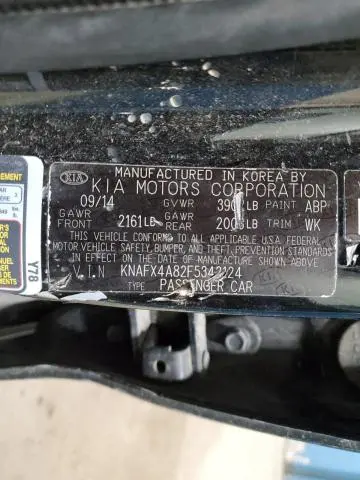 MANUFACTURED IN KOREA BY
KIA KIA MOTORS CORPORATION
09/14 GVWR LB PAINT ABP
GAWR FRONT 2161LB GAWR REAR LB TRIM WK
THIS VEHICLE CONFORMS TO ALL APPLICABLE U.S.A. FEDERAL
MOTOR VEHICLE SAFETY, BUMPER, AND THEFT PREVENTION STANDARDS
IN EFFECT ON THE DATE OF MANUFACTURE SHOWN ABOVE.
V.I.N KNAFX4A82F5342224
TYPE PASSENGER CAR
Y78